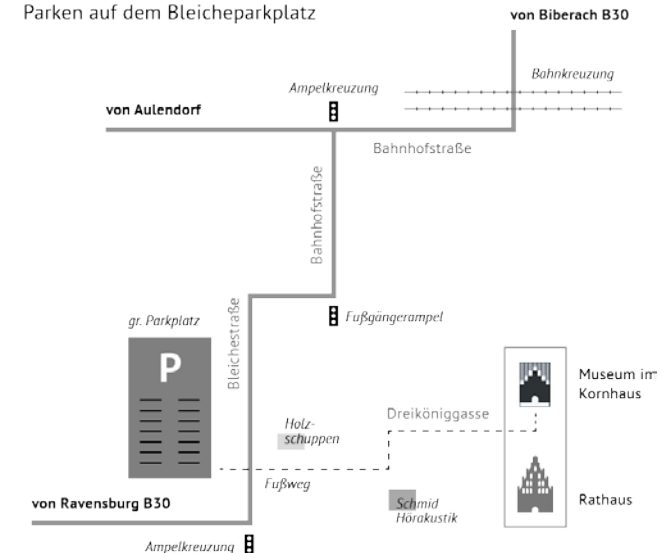 Parken auf dem Bleicheparkplatz
von Biberach B30
Bahnkreuzung
Ampelkreuzung
von Aulendorf
Bahnhofstraße
Bahnhofstraße
Bleichestraße
gr. Parkplatz
Fußgängerampel
P
Museum im
Kornhaus
Dreiköniggasse
Holz-
schuppen
Fußweg
Rathaus
von Ravensburg B30
Schmid
Hörakustik
Ampelkreuzung